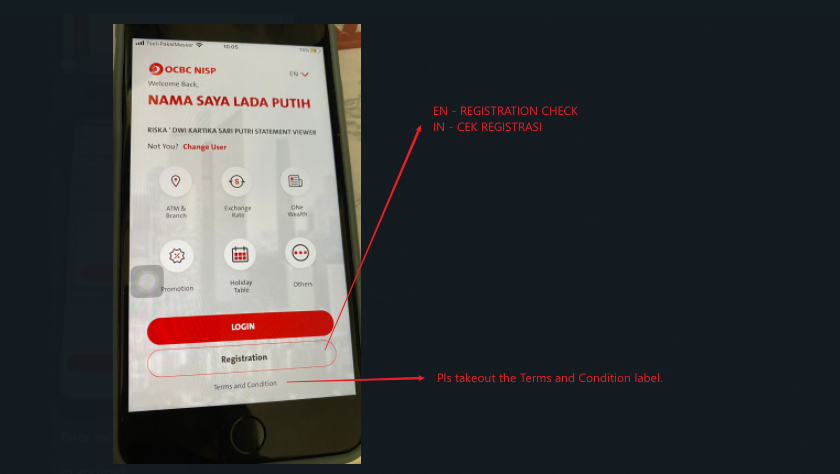 10:05
OCBC NISP
EN
Welcome Back,
NAMA SAYA LADA PUTIH
RISKA ' DWI KARTIKA SARI PUTRI STATEMENT VIEWER
Not You? Change User
ATM &
Branch
Exchange
Rate
ONe
Wealth
Promotion
Holiday
Table
Others
LOGIN
Registration
Terms and Condition
EN - REGISTRATION CHECK
IN - CEK REGISTRASI
Pls takeout the Terms and Condition label.